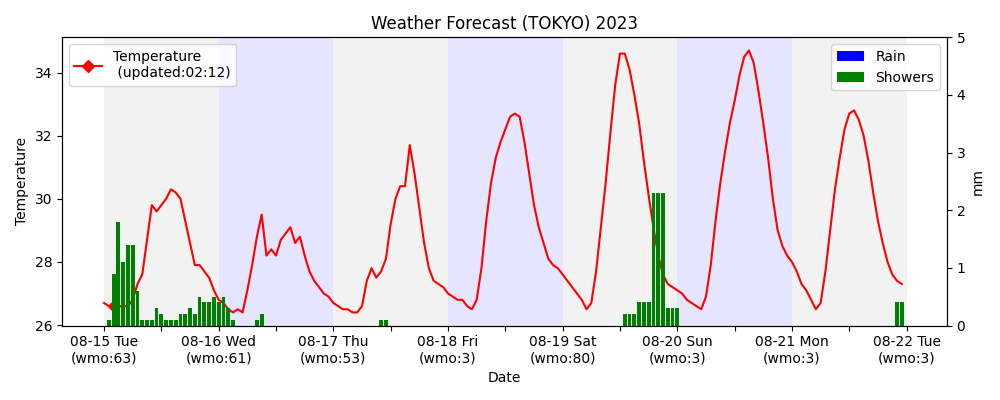 Weather Forecast (TOKYO) 2023
Temperature
(updated:02:12)
Rain
Showers
34
32
30
28
26
Temperature
5
4
3
2
1
0
mm
08-15 Tue
(wmo:63)
08-16 Wed
(wmo:61)
08-17 Thu
(wmo:53)
08-18 Fri
(wmo:3)
08-19 Sat
(wmo:80)
08-20 Sun
(wmo:3)
08-21 Mon
(wmo:3)
08-22 Tue
(wmo:3)
Date